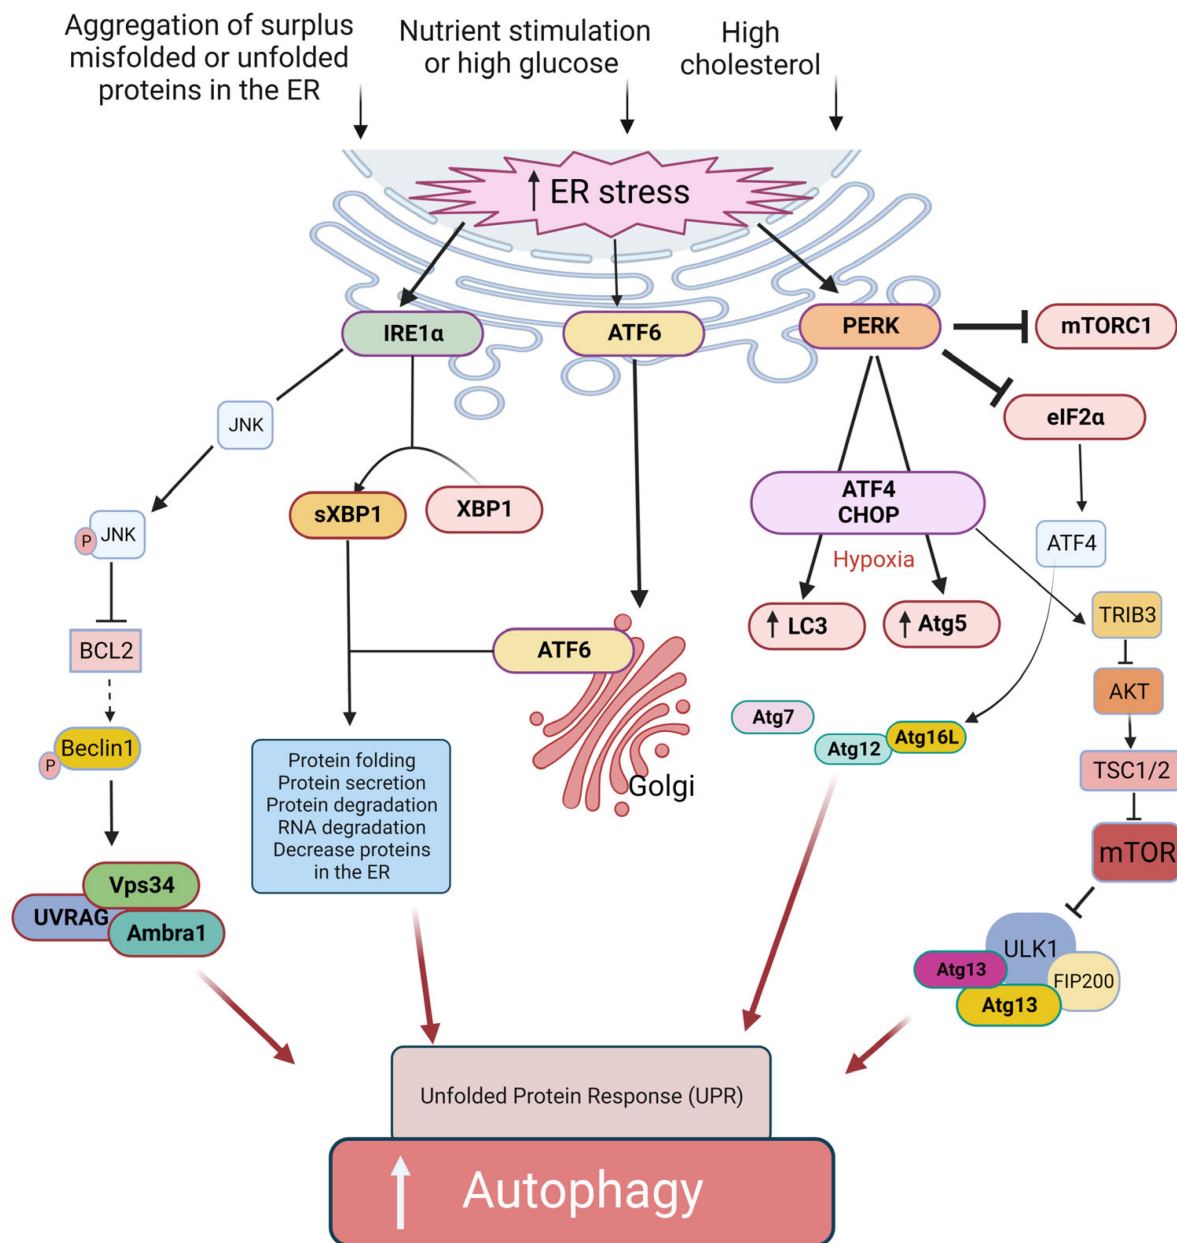 Aggregation of surplus
misfolded or unfolded
proteins in the ER
Nutrient stimulation
or high glucose
High
cholesterol
ER stress
IRE1α
ATF6
PERK
mTORC1
eIF2α
JNK
sXBP1
XBP1
ATF4
CHOP
Hypoxia
P
JNK
ATF4
LC3
Atg5
TRIB3
BCL2
ATF6
AKT
Atg7
Atg12
Atg16L
Beclin1
P
TSC1/2
Golgi
Protein folding
Protein secretion
Protein degradation
RNA degradation
Decrease proteins
in the ER
mTOR
Vps34
UVRAG
Ambra1
ULK1
Atg13
FIP200
Atg13
Unfolded Protein Response (UPR)
Autophagy